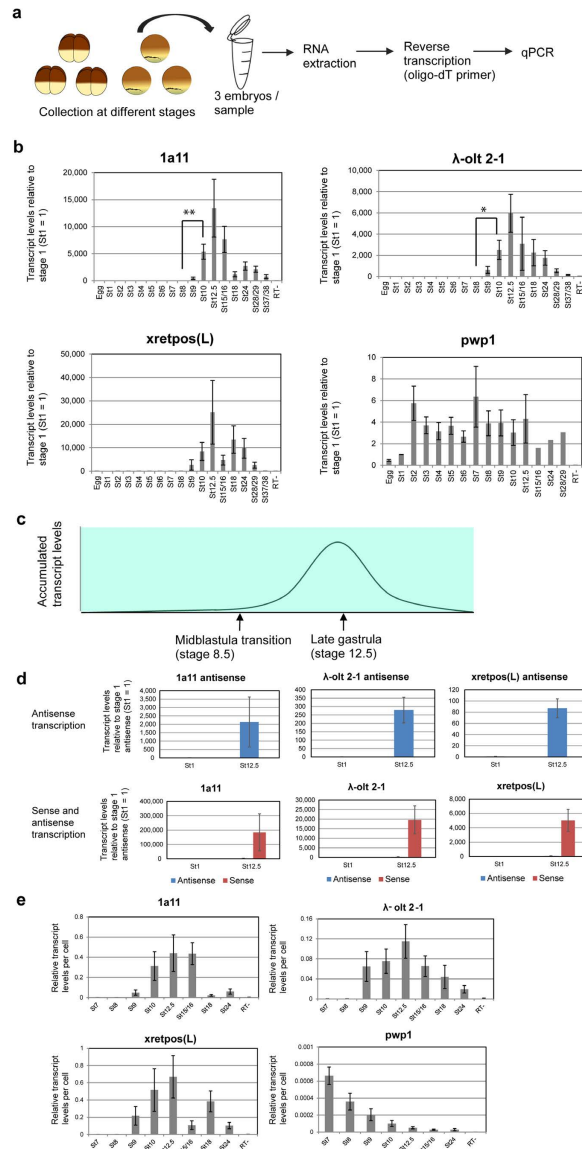 a
Collection at different stages
3 embryos /
sample
RNA
extraction
Reverse
transcription
(oligo-dT primer)
qPCR
b
1a11
Transcript levels relative to
stage 1 (St1 = 1)
20,000
15,000
10,000
5,000
0
**
Egg
St1
St2
St3
St4
St5
St6
St7
St8
St9
St10
St12.5
St15/16
St18
St24
St28/29
St37/38
RT-
λ-olt 2-1
Transcript levels relative to
stage 1 (St1 = 1)
10,000
8,000
6,000
4,000
2,000
0
*
Egg
St1
St2
St3
St4
St5
St6
St7
St8
St9
St10
St12.5
St15/16
St18
St24
St28/29
St37/38
RT-
xretpos(L)
Transcript levels relative to
stage 1 (St1 = 1)
50,000
40,000
30,000
20,000
10,000
0
Egg
St1
St2
St3
St4
St5
St6
St7
St8
St9
St10
St12.5
St15/16
St18
St24
St28/29
St37/38
RT-
pwp1
Transcript levels relative to
stage 1 (St1 = 1)
10
8
6
4
2
0
Egg
St1
St2
St3
St4
St5
St6
St7
St8
St9
St10
St12.5
St15/16
St24
St28/29
RT-
c
Accumulated
transcript levels
Midblastula transition
(stage 8.5)
Late gastrula
(stage 12.5)
d
Antisense
transcription
1a11 antisense
Transcript levels
relative to stage 1
antisense (St1 = 1)
4,000
3,500
3,000
2,500
2,000
1,500
1,000
500
0
St1
St12.5
λ-olt 2-1 antisense
400
350
300
250
200
150
100
50
0
St1
St12.5
xretpos(L) antisense
120
100
80
60
40
20
0
St1
St12.5
Sense and
antisense
transcription
1a11
Transcript levels
relative to stage 1
antisense (St1 = 1)
400,000
300,000
200,000
100,000
0
St1
St12.5
Antisense
Sense
λ-olt 2-1
30,000
25,000
20,000
15,000
10,000
5,000
0
St1
St12.5
Antisense
Sense
xretpos(L)
8,000
6,000
4,000
2,000
0
St1
St12.5
Antisense
Sense
e
1a11
Relative transcript
levels per cell
0.8
0.6
0.4
0.2
0
St7
St8
St9
St10
St12.5
St15/16
St18
St24
RT-
λ- olt 2-1
Relative transcript
levels per cell
0.2
0.16
0.12
0.08
0.04
0
St7
St8
St9
St10
St12.5
St15/16
St18
St24
RT-
xretpos(L)
Relative transcript
levels per cell
1
0.8
0.6
0.4
0.2
0
St7
St8
St9
St10
St12.5
St15/16
St18
St24
RT-
pwp1
Relative transcript
levels per cell
0.001
0.0008
0.0006
0.0004
0.0002
0
St7
St8
St9
St10
St12.5
St15/16
St24
RT-